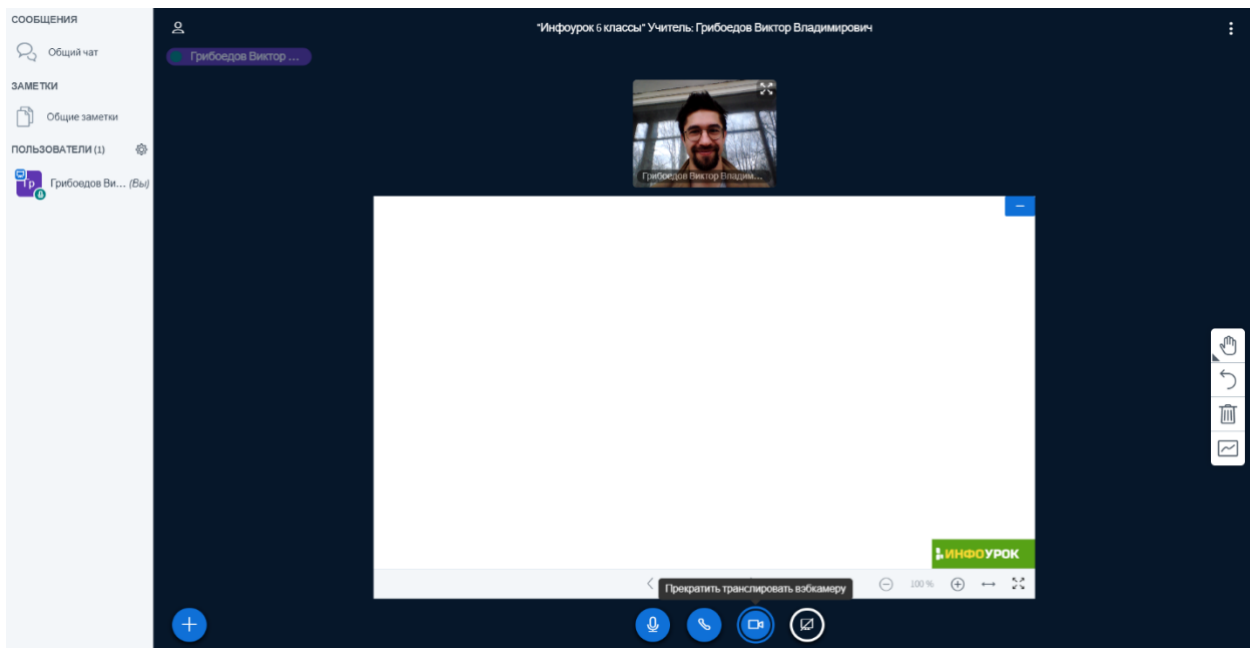 СООБЩЕНИЯ
Общий чат
ЗАМЕТКИ
Общие заметки
ПОЛЬЗОВАТЕЛИ (1)
Гр
Грибоедов Ви... (Вы)
"Инфоурок 6 классы" Учитель: Грибоедов Виктор Владимирович
Грибоедов Виктор ...
Грибоедов Виктор Владим...
ИНФОУРОК
Прекратить транслировать вэбкамеру
100 %